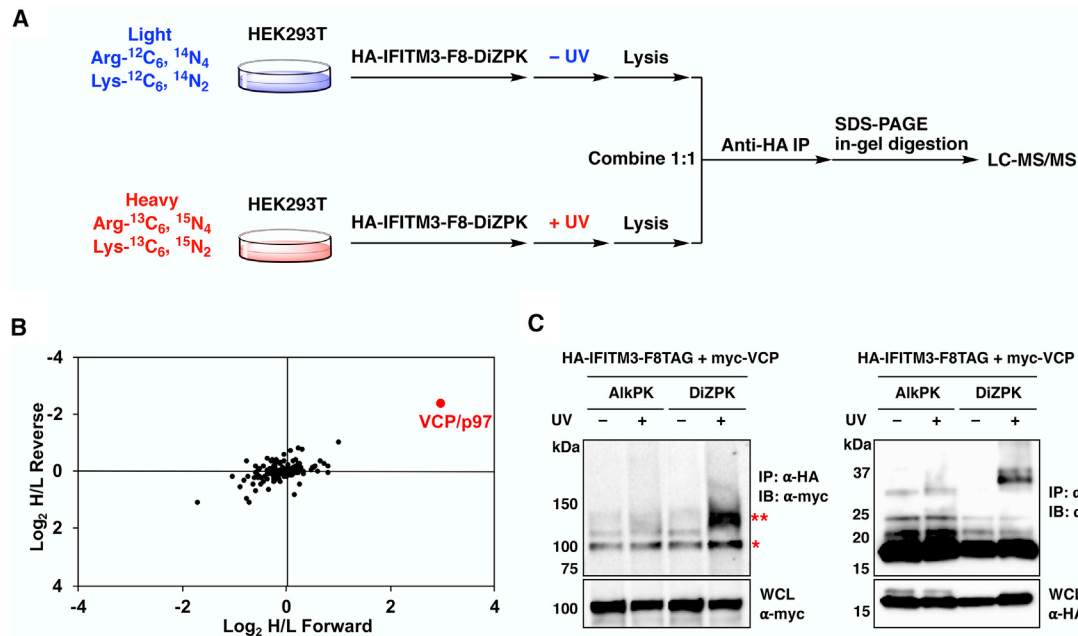 A
Light
Arg-¹²C₆, ¹⁴N₄
Lys-¹²C₆, ¹⁴N₂
HEK293T
HA-IFITM3-F8-DiZPK
– UV
Lysis
Combine 1:1
Anti-HA IP
SDS-PAGE
in-gel digestion
LC-MS/MS
Heavy
Arg-¹³C₆, ¹⁵N₄
Lys-¹³C₆, ¹⁵N₂
HEK293T
HA-IFITM3-F8-DiZPK
+ UV
Lysis
B
Log₂ H/L Reverse
-4
-2
0
2
4
VCP/p97
-4
-2
0
2
4
Log₂ H/L Forward
C
HA-IFITM3-F8TAG + myc-VCP
AlkPK
DiZPK
UV
–
+
–
+
kDa
150
100
75
**
*
IP: α-HA
IB: α-myc
100
WCL
α-myc
HA-IFITM3-F8TAG + myc-VCP
AlkPK
DiZPK
UV
–
+
–
+
kDa
37
25
20
15
IP: α
IB: α
15
WCL
α-HA